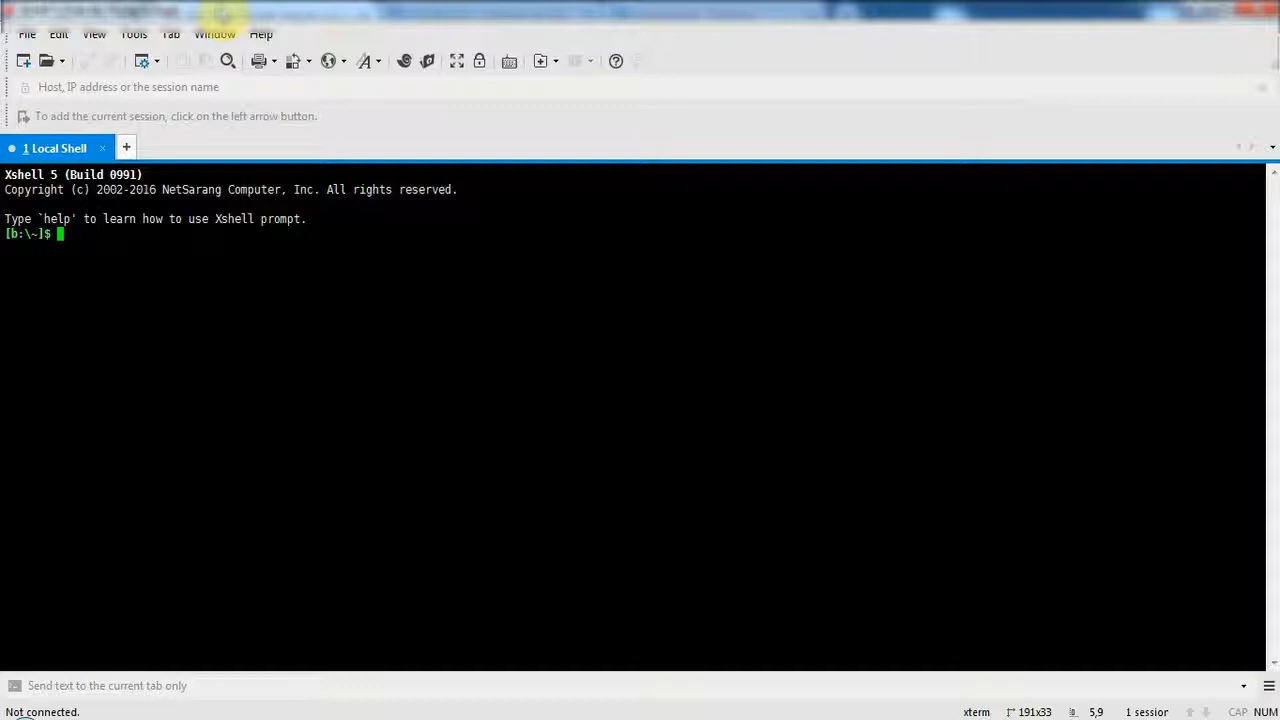 File Edit View Tools Tab Window Help
Host, IP address or the session name
To add the current session, click on the left arrow button.
1 Local Shell
Xshell 5 (Build 0991)
Copyright (c) 2002-2016 NetSarang Computer, Inc. All rights reserved.
Type `help' to learn how to use Xshell prompt.
[b:\~]$
Send text to the current tab only
Not connected. xterm 191x33 5,9 1 session CAP NUM